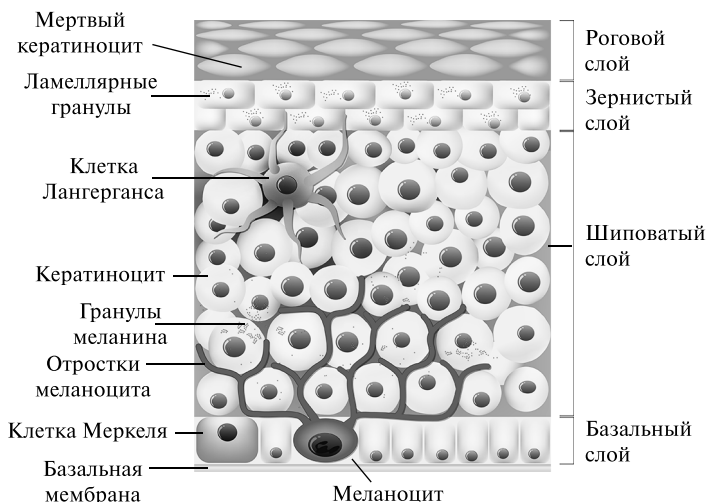 Мертвый
кератиноцит
Ламеллярные
гранулы
Клетка
Лангерганса
Кератиноцит
Гранулы
меланина
Отростки
меланоцита
Клетка Меркеля
Базальная
мембрана
Меланоцит
Роговой
слой
Зернистый
слой
Шиповатый
слой
Базальный
слой